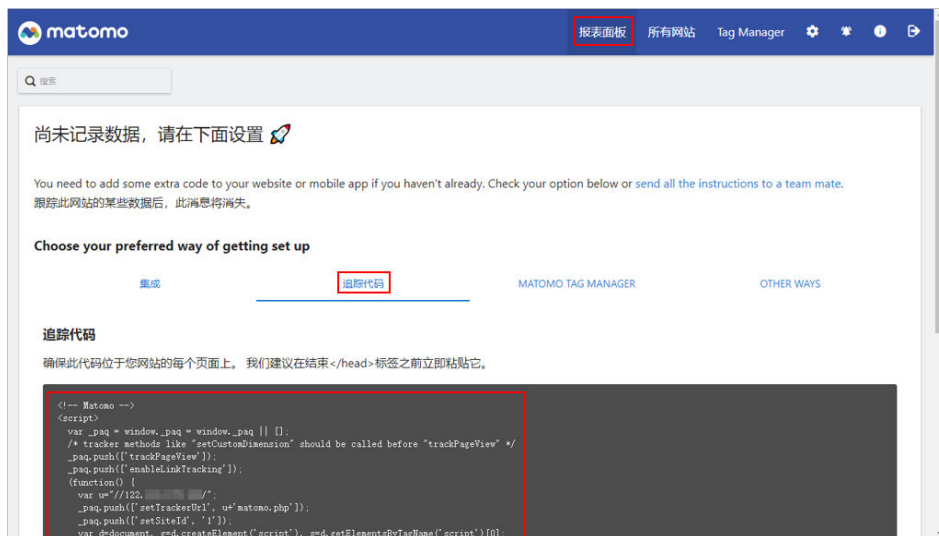 matomo
报表面板 所有网站 Tag Manager
搜索
尚未记录数据，请在下面设置 🚀
You need to add some extra code to your website or mobile app if you haven't already. Check your option below or send all the instructions to a team mate.
跟踪此网站的某些数据后，此消息将消失。
Choose your preferred way of getting set up
集成 追踪代码 MATOMO TAG MANAGER OTHER WAYS
追踪代码
确保此代码位于您网站的每个页面上。 我们建议在结束</head>标签之前立即粘贴它。
<!-- Matomo -->
<script>
var _paq = window._paq = window._paq || [];
/* tracker methods like "setCustomDimension" should be called before "trackPageView" */
_paq.push(['trackPageView']);
_paq.push(['enableLinkTracking']);
(function() {
var u="//122. /";
_paq.push(['setTrackerUrl', u+'matomo.php']);
_paq.push(['setSiteId', '1']);
var d=document, g=d.createElement('script'), s=d.getElementsByTagName('script')[0];